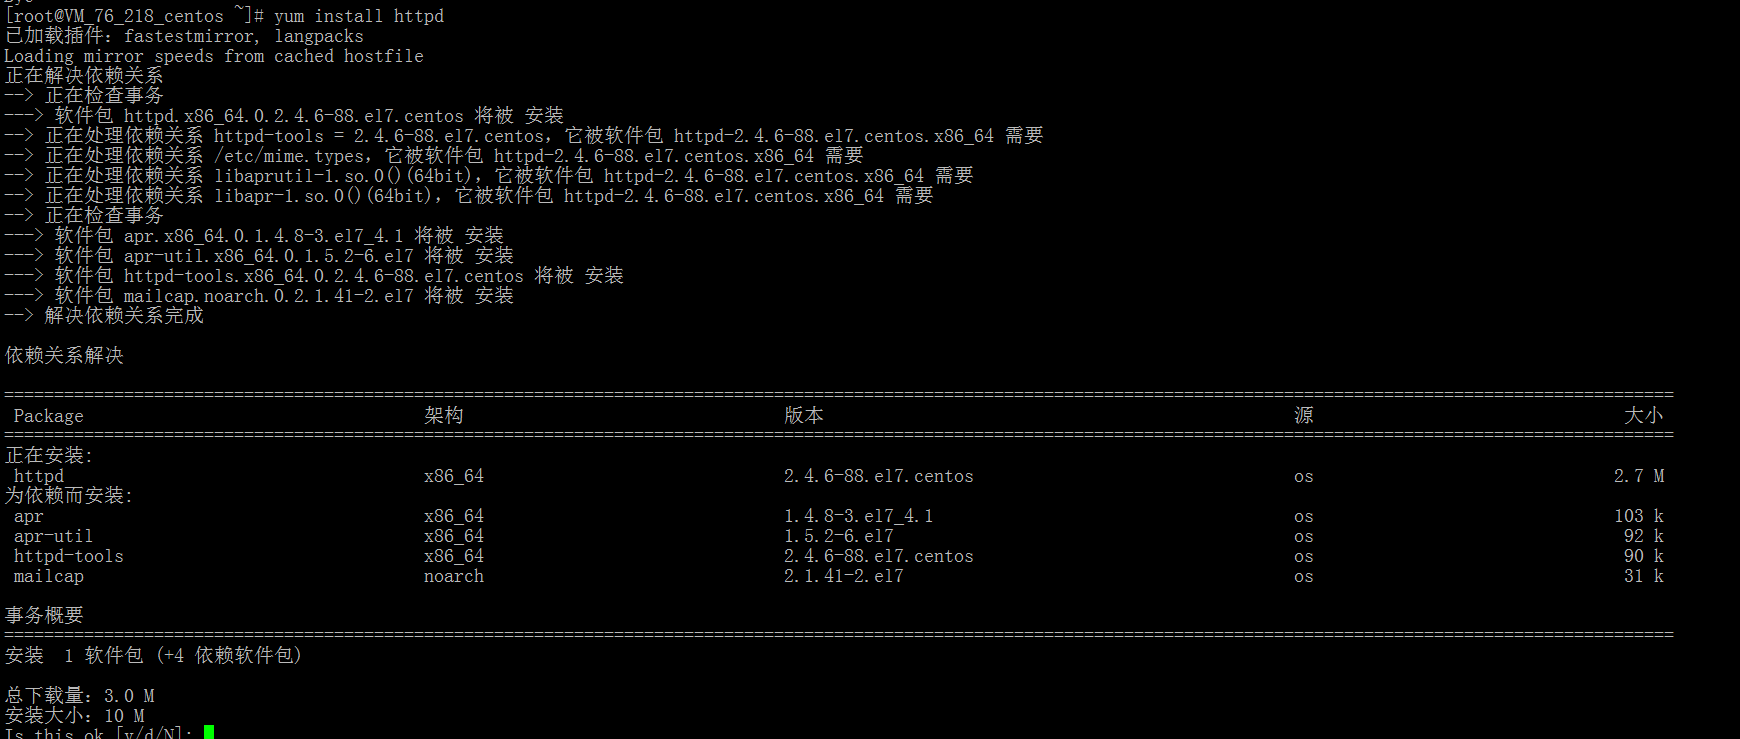 [root@VM_76_218_centos ~]# yum install httpd
已加载插件：fastestmirror, langpacks
Loading mirror speeds from cached hostfile
正在解决依赖关系
--> 正在检查事务
---> 软件包 httpd.x86_64.0.2.4.6-88.el7.centos 将被 安装
--> 正在处理依赖关系 httpd-tools = 2.4.6-88.el7.centos，它被软件包 httpd-2.4.6-88.el7.centos.x86_64 需要
--> 正在处理依赖关系 /etc/mime.types，它被软件包 httpd-2.4.6-88.el7.centos.x86_64 需要
--> 正在处理依赖关系 libaprutil-1.so.0()(64bit)，它被软件包 httpd-2.4.6-88.el7.centos.x86_64 需要
--> 正在处理依赖关系 libapr-1.so.0()(64bit)，它被软件包 httpd-2.4.6-88.el7.centos.x86_64 需要
--> 正在检查事务
---> 软件包 apr.x86_64.0.1.4.8-3.el7_4.1 将被 安装
---> 软件包 apr-util.x86_64.0.1.5.2-6.el7 将被 安装
---> 软件包 httpd-tools.x86_64.0.2.4.6-88.el7.centos 将被 安装
---> 软件包 mailcap.noarch.0.2.1.41-2.el7 将被 安装
--> 解决依赖关系完成
依赖关系解决
Package 架构 版本 源 大小
正在安装:
httpd x86_64 2.4.6-88.el7.centos os 2.7 M
为依赖而安装:
apr x86_64 1.4.8-3.el7_4.1 os 103 k
apr-util x86_64 1.5.2-6.el7 os 92 k
httpd-tools x86_64 2.4.6-88.el7.centos os 90 k
mailcap noarch 2.1.41-2.el7 os 31 k
事务概要
安装 1 软件包 (+4 依赖软件包)
总下载量：3.0 M
安装大小：10 M
Is this ok [y/d/N]: